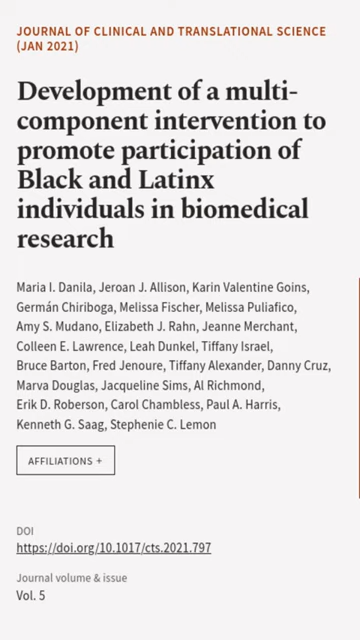 JOURNAL OF CLINICAL AND TRANSLATIONAL SCIENCE
(JAN 2021)
Development of a multi-
component intervention to
promote participation of
Black and Latinx
individuals in biomedical
research
Maria I. Danila, Jeroan J. Allison, Karin Valentine Goins,
Germán Chiriboga, Melissa Fischer, Melissa Puliafico,
Amy S. Mudano, Elizabeth J. Rahn, Jeanne Merchant,
Colleen E. Lawrence, Leah Dunkel, Tiffany Israel,
Bruce Barton, Fred Jenoure, Tiffany Alexander, Danny Cruz,
Marva Douglas, Jacqueline Sims, Al Richmond,
Erik D. Roberson, Carol Chambless, Paul A. Harris,
Kenneth G. Saag, Stephenie C. Lemon
AFFILIATIONS +
DOI
https://doi.org/10.1017/cts.2021.797
Journal volume & issue
Vol. 5